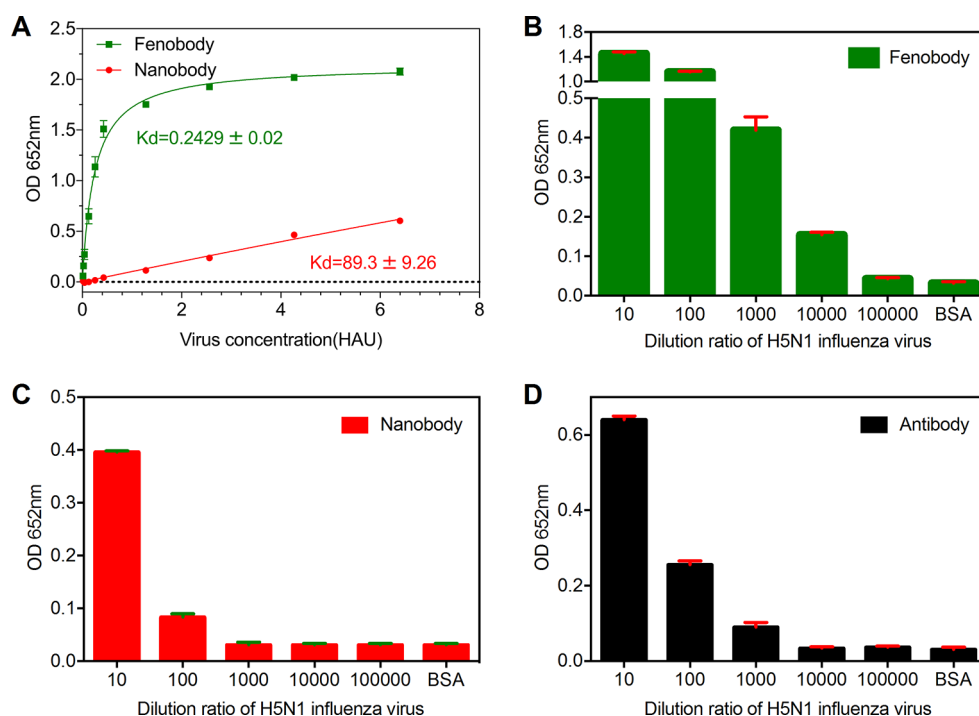 A
Fenobody
Nanobody
Kd=0.2429 ± 0.02
Kd=89.3 ± 9.26
OD 652nm
2.5
2.0
1.5
1.0
0.5
0.0
0 2 4 6 8
Virus concentration(HAU)
B
Fenobody
OD 652nm
1.8
1.4
1.0
0.5
0.4
0.3
0.2
0.1
0.0
10 100 1000 10000 100000 BSA
Dilution ratio of H5N1 influenza virus
C
Nanobody
OD 652nm
0.5
0.4
0.3
0.2
0.1
0.0
10 100 1000 10000 100000 BSA
Dilution ratio of H5N1 influenza virus
D
Antibody
OD 652nm
0.6
0.4
0.2
0.0
10 100 1000 10000 100000 BSA
Dilution ratio of H5N1 influenza virus